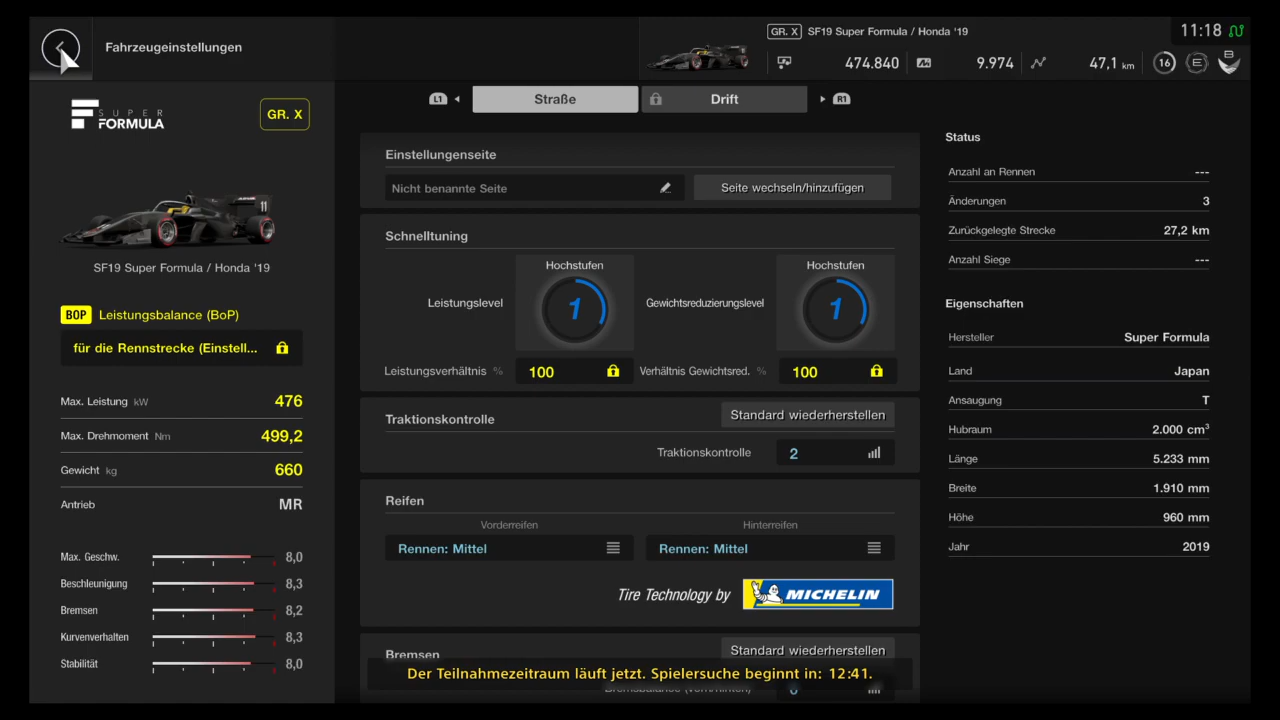 Fahrzeugeinstellungen
GR. X SF19 Super Formula / Honda '19
11:18
474.840 9.974 47,1 km 16 E B
SUPER FORMULA
GR. X
11
SF19 Super Formula / Honda '19
BOP Leistungsbalance (BoP)
für die Rennstrecke (Einstell...
Max. Leistung kW 476
Max. Drehmoment Nm 499,2
Gewicht kg 660
Antrieb MR
Max. Geschw. 8,0
Beschleunigung 8,3
Bremsen 8,2
Kurvenverhalten 8,3
Stabilität 8,0
L1 Straße Drift R1
Einstellungenseite
Nicht benannte Seite Seite wechseln/hinzufügen
Schnelltuning
Hochstufen Hochstufen
Leistungslevel 1 Gewichtsreduzierungslevel 1
Leistungsverhältnis % 100 Verhältnis Gewichtsred. % 100
Traktionskontrolle Standard wiederherstellen
Traktionskontrolle 2
Reifen
Vorderreifen Hinterreifen
Rennen: Mittel Rennen: Mittel
Tire Technology by MICHELIN
Bremsen Standard wiederherstellen
Der Teilnahmezeitraum läuft jetzt. Spielersuche beginnt in: 12:41.
Bremsbalance (vorn/hinten) 0
Status
Anzahl an Rennen ---
Änderungen 3
Zurückgelegte Strecke 27,2 km
Anzahl Siege ---
Eigenschaften
Hersteller Super Formula
Land Japan
Ansaugung T
Hubraum 2.000 cm³
Länge 5.233 mm
Breite 1.910 mm
Höhe 960 mm
Jahr 2019